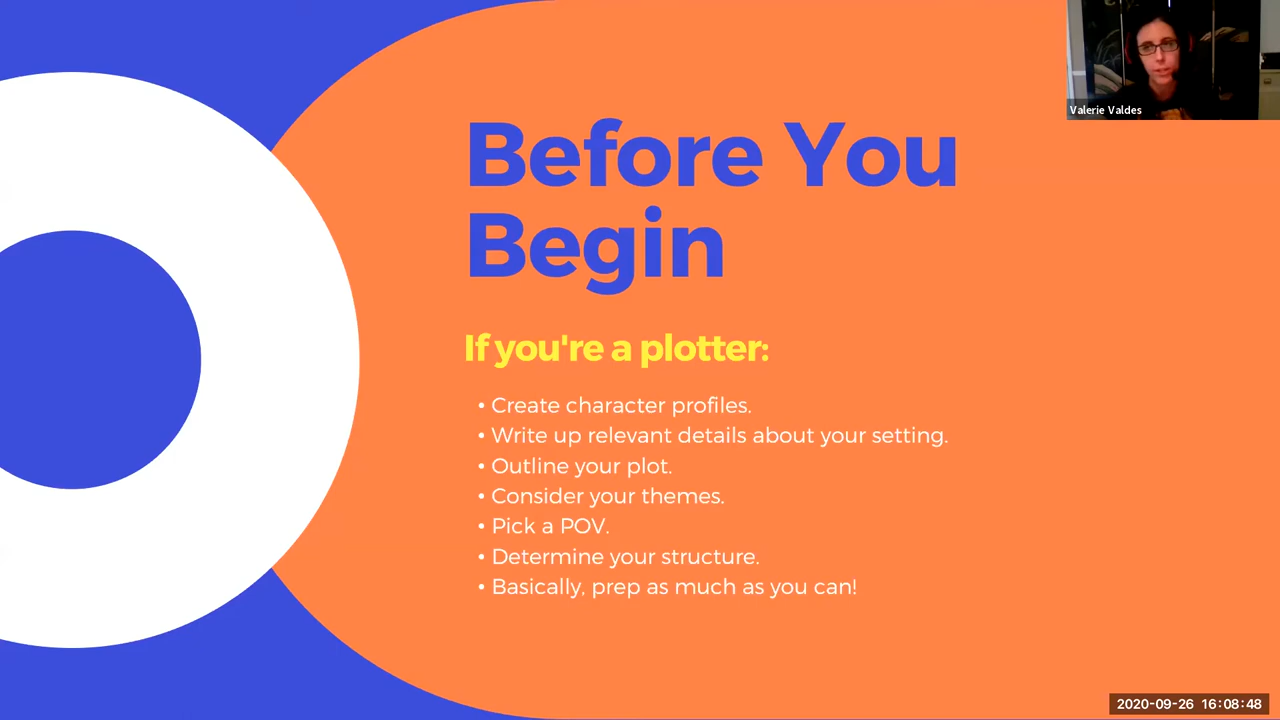 Valerie Valdes
Before You
Begin
If you're a plotter:
• Create character profiles.
• Write up relevant details about your setting.
• Outline your plot.
• Consider your themes.
• Pick a POV.
• Determine your structure.
• Basically, prep as much as you can!
2020-09-26 16:08:48